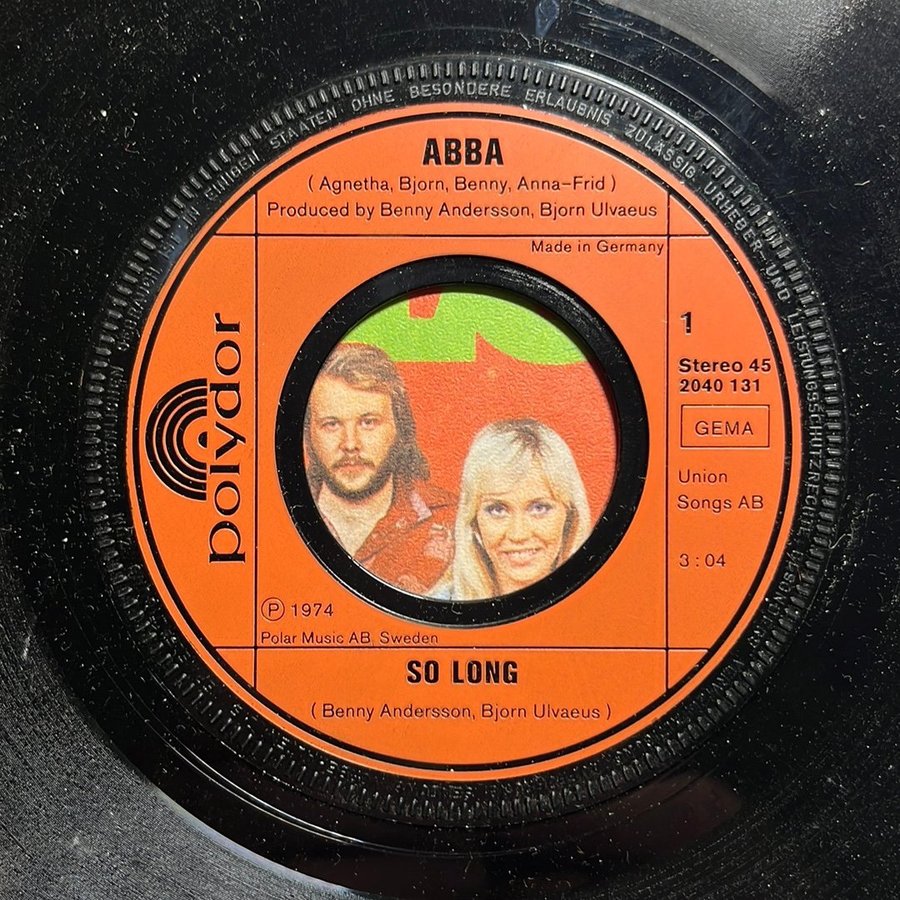 STAATEN OHNE BESONDERE ERLAUBNIS ZULÄSSIG URHEBER- UND LEISTUNGSSCHUTZRECHTE
ABBA
( Agnetha, Bjorn, Benny, Anna-Frid )
Produced by Benny Andersson, Bjorn Ulvaeus
Made in Germany
polydor
1
Stereo 45
2040 131
GEMA
Union
Songs AB
3:04
Ⓟ 1974
Polar Music AB, Sweden
SO LONG
( Benny Andersson, Bjorn Ulvaeus )